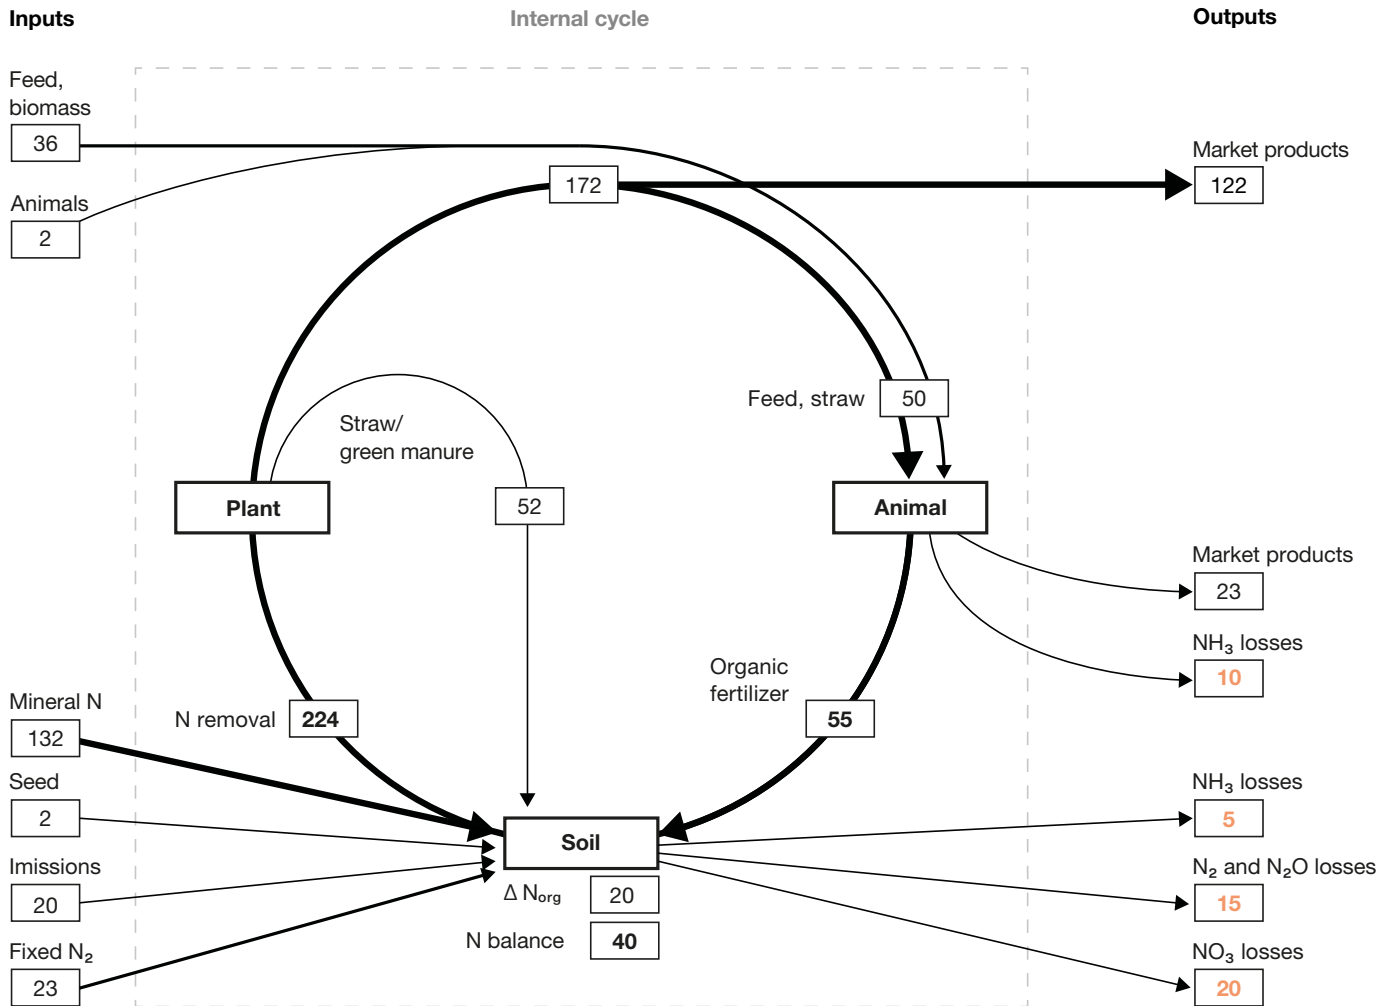 Inputs
Internal cycle
Outputs
Feed,
biomass
36
Animals
2
172
Market products
122
Straw/
green manure
Feed, straw
50
Plant
52
Animal
Market products
23
NH₃ losses
10
Organic
fertilizer
55
N removal
224
Mineral N
132
Seed
2
Imissions
20
Fixed N₂
23
Soil
Δ Norg
20
N balance
40
NH₃ losses
5
N₂ and N₂O losses
15
NO₃ losses
20